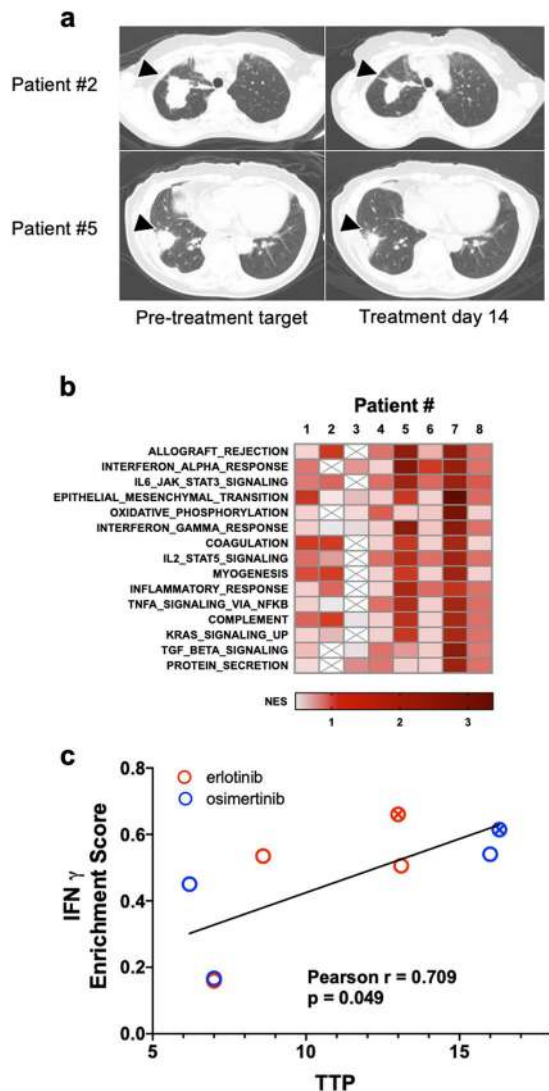 a
Patient #2
Patient #5
Pre-treatment target
Treatment day 14
b
Patient #
1 2 3 4 5 6 7 8
ALLOGRAFT_REJECTION
INTERFERON_ALPHA_RESPONSE
IL6_JAK_STAT3_SIGNALING
EPITHELIAL_MESENCHYMAL_TRANSITION
OXIDATIVE_PHOSPHORYLATION
INTERFERON_GAMMA_RESPONSE
COAGULATION
IL2_STAT5_SIGNALING
MYOGENESIS
INFLAMMATORY_RESPONSE
TNFA_SIGNALING_VIA_NFKB
COMPLEMENT
KRAS_SIGNALING_UP
TGF_BETA_SIGNALING
PROTEIN_SECRETION
NES
1 2 3
c
erlotinib
osimertinib
IFN γ
Enrichment Score
0.8
0.6
0.4
0.2
0.0
Pearson r = 0.709
p = 0.049
5 10 15
TTP